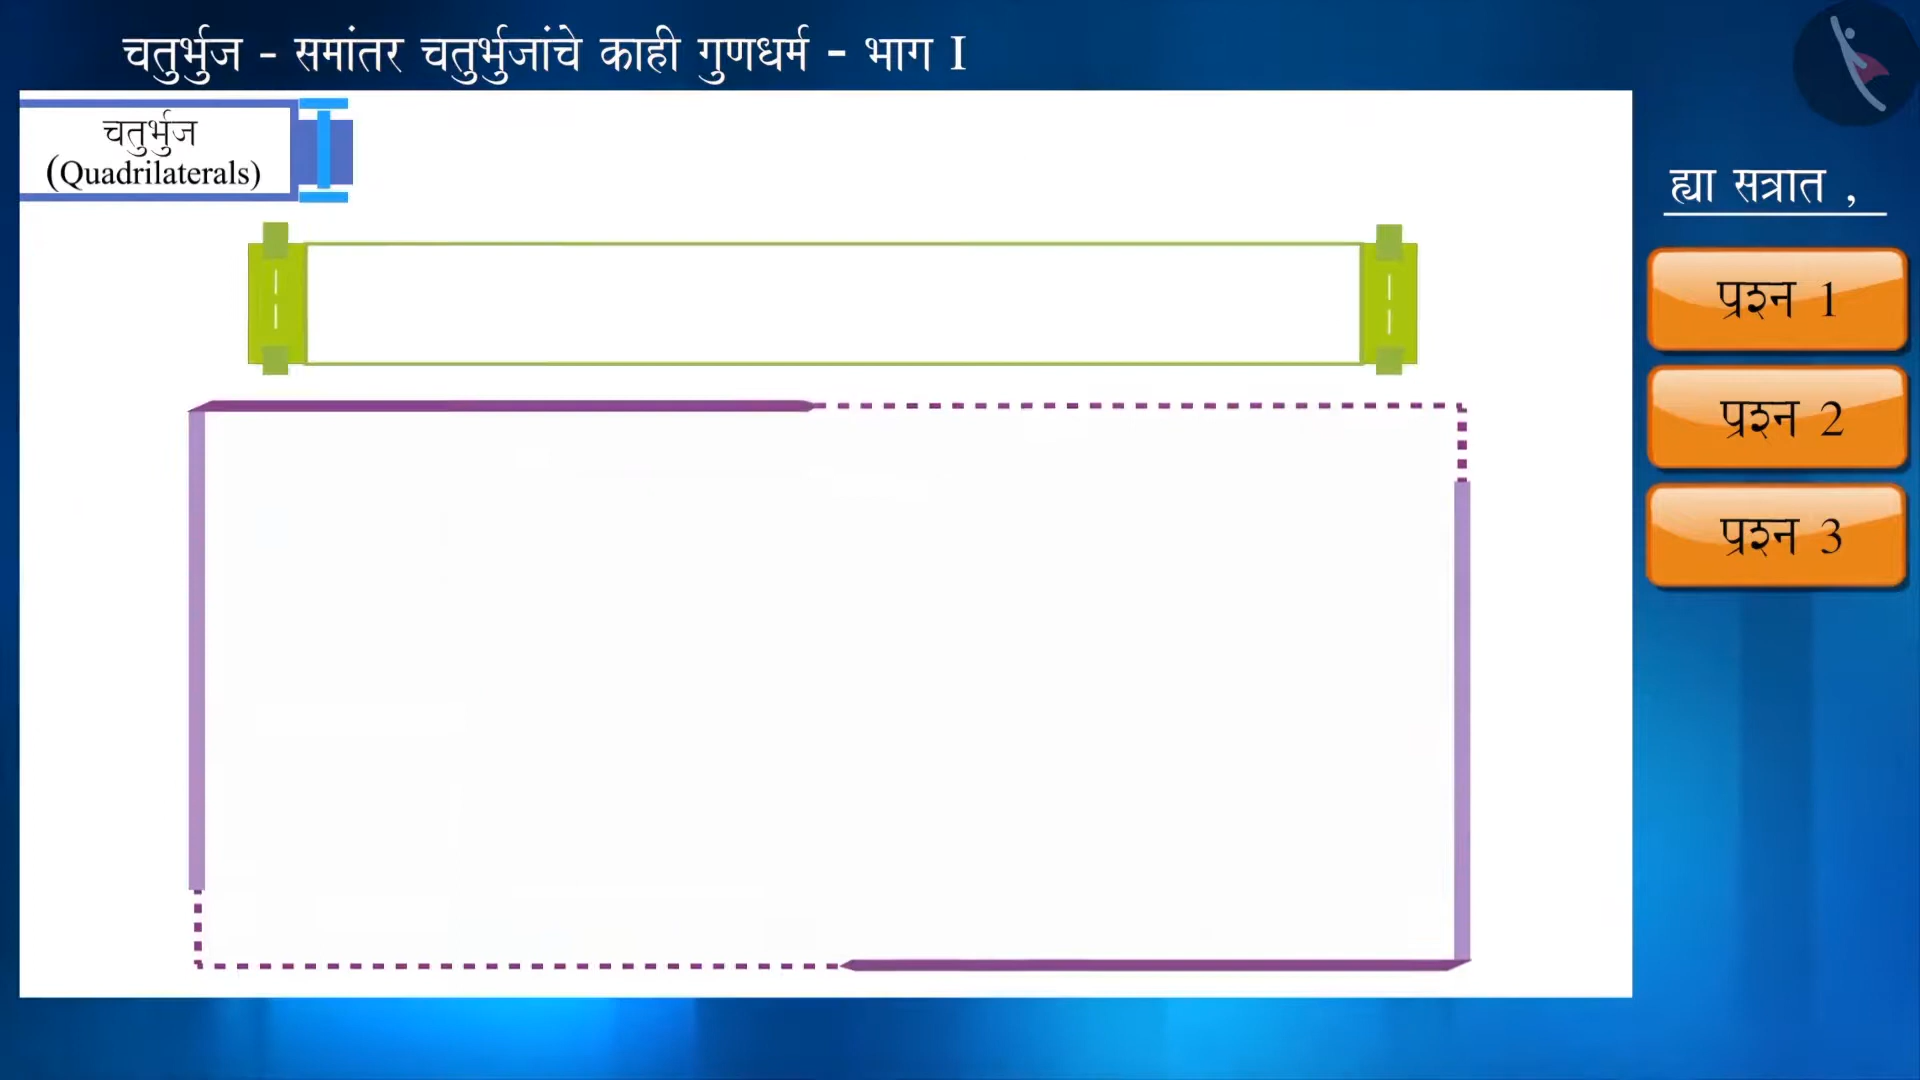 चतुर्भुज - समांतर चतुर्भुजांचे काही गुणधर्म - भाग I
चतुर्भुज
(Quadrilaterals)
ह्या सत्रात ,
प्रश्न 1
प्रश्न 2
प्रश्न 3